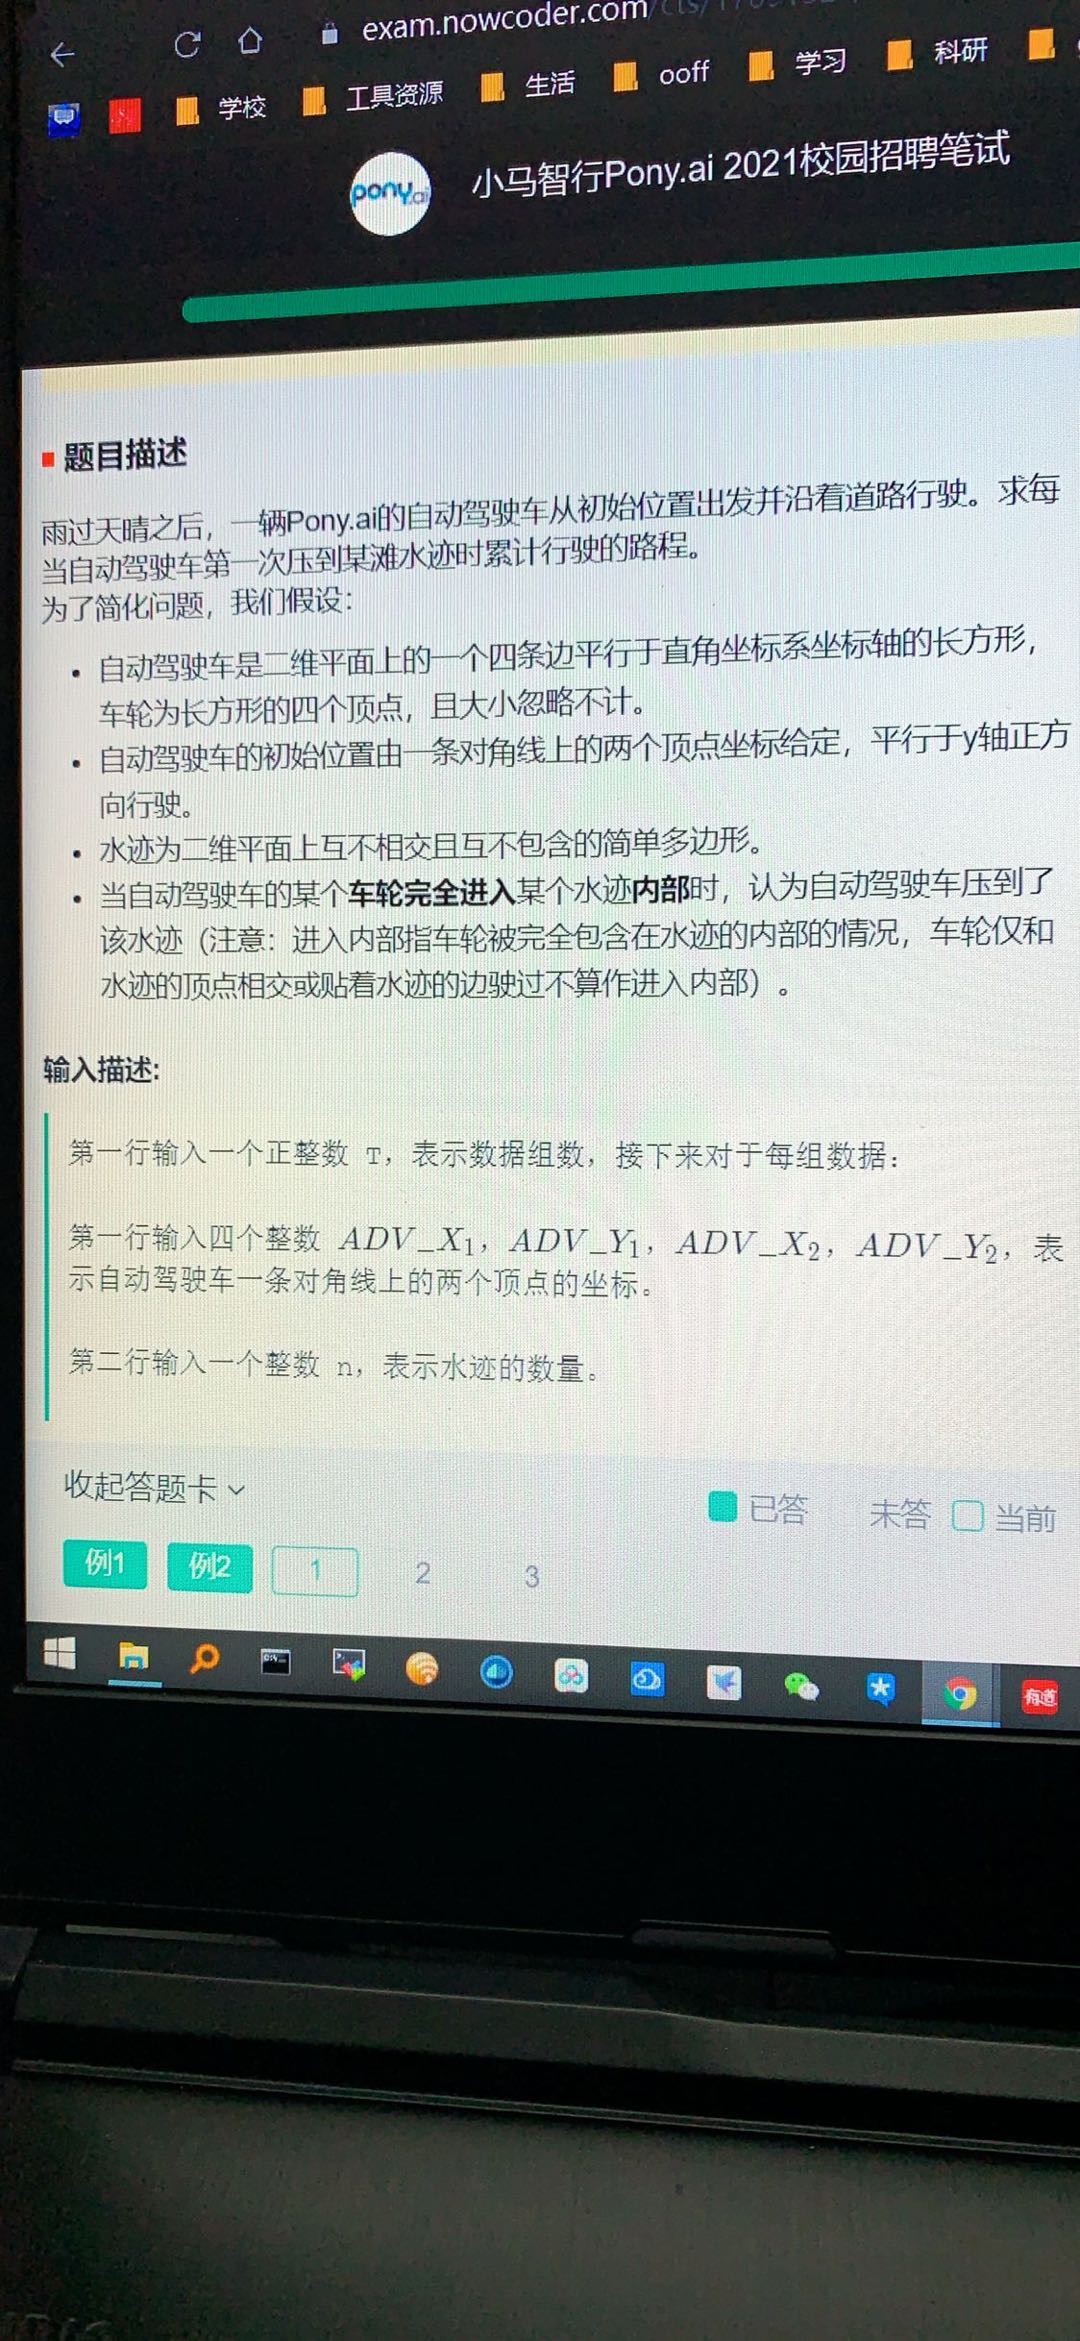 exam.nowcoder.com/cts/
学校 工具资源 生活 ooff 学习 科研
pony.ai 小马智行Pony.ai 2021校园招聘笔试
题目描述
雨过天晴之后，一辆Pony.ai的自动驾驶车从初始位置出发并沿着道路行驶。求每
当自动驾驶车第一次压到某滩水迹时累计行驶的路程。
为了简化问题，我们假设：
• 自动驾驶车是二维平面上的一个四条边平行于直角坐标系坐标轴的长方形，
车轮为长方形的四个顶点，且大小忽略不计。
• 自动驾驶车的初始位置由一条对角线上的两个顶点坐标给定，平行于y轴正方
向行驶。
• 水迹为二维平面上互不相交且互不包含的简单多边形。
• 当自动驾驶车的某个车轮完全进入某个水迹内部时，认为自动驾驶车压到了
该水迹（注意：进入内部指车轮被完全包含在水迹的内部的情况，车轮仅和
水迹的顶点相交或贴着水迹的边驶过不算作进入内部）。
输入描述:
第一行输入一个正整数 T，表示数据组数，接下来对于每组数据：
第一行输入四个整数 ADV_X₁，ADV_Y₁，ADV_X₂，ADV_Y₂，表
示自动驾驶车一条对角线上的两个顶点的坐标。
第二行输入一个整数 n，表示水迹的数量。
收起答题卡
已答 未答 当前
例1 例2 1 2 3
有道